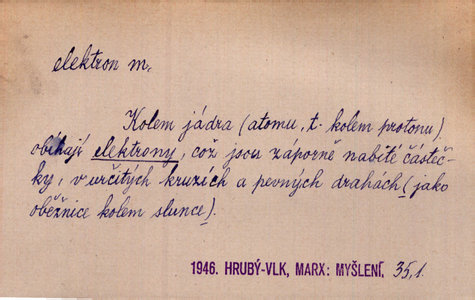 elektron m.
Kolem jádra (atomu, t. kolem protonu)
obíhají elektrony, což jsou záporně nabité částeč-
ky, v určitých kruzích a pevných drahách (jako
oběžnice kolem slunce).
1946. HRUBÝ-VLK, MARX: MYŠLENÍ, 35,1.